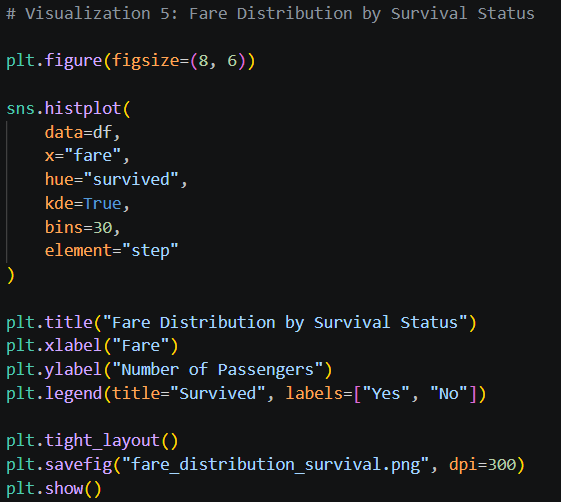 # Visualization 5: Fare Distribution by Survival Status

plt.figure(figsize=(8, 6))

sns.histplot(
    data=df,
    x="fare",
    hue="survived",
    kde=True,
    bins=30,
    element="step"
)

plt.title("Fare Distribution by Survival Status")
plt.xlabel("Fare")
plt.ylabel("Number of Passengers")
plt.legend(title="Survived", labels=["Yes", "No"])

plt.tight_layout()
plt.savefig("fare_distribution_survival.png", dpi=300)
plt.show()